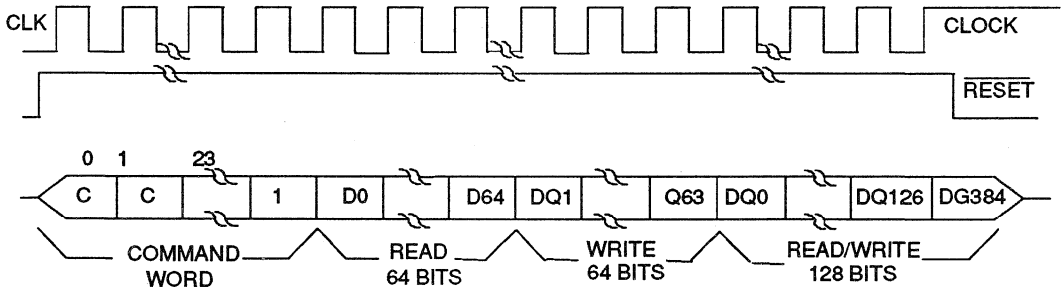 CLK
CLOCK
RESET
0 1 23
C C 1 D0 D64 DQ1 Q63 DQ0 DQ126 DG384
COMMAND WORD
READ 64 BITS
WRITE 64 BITS
READ/WRITE 128 BITS